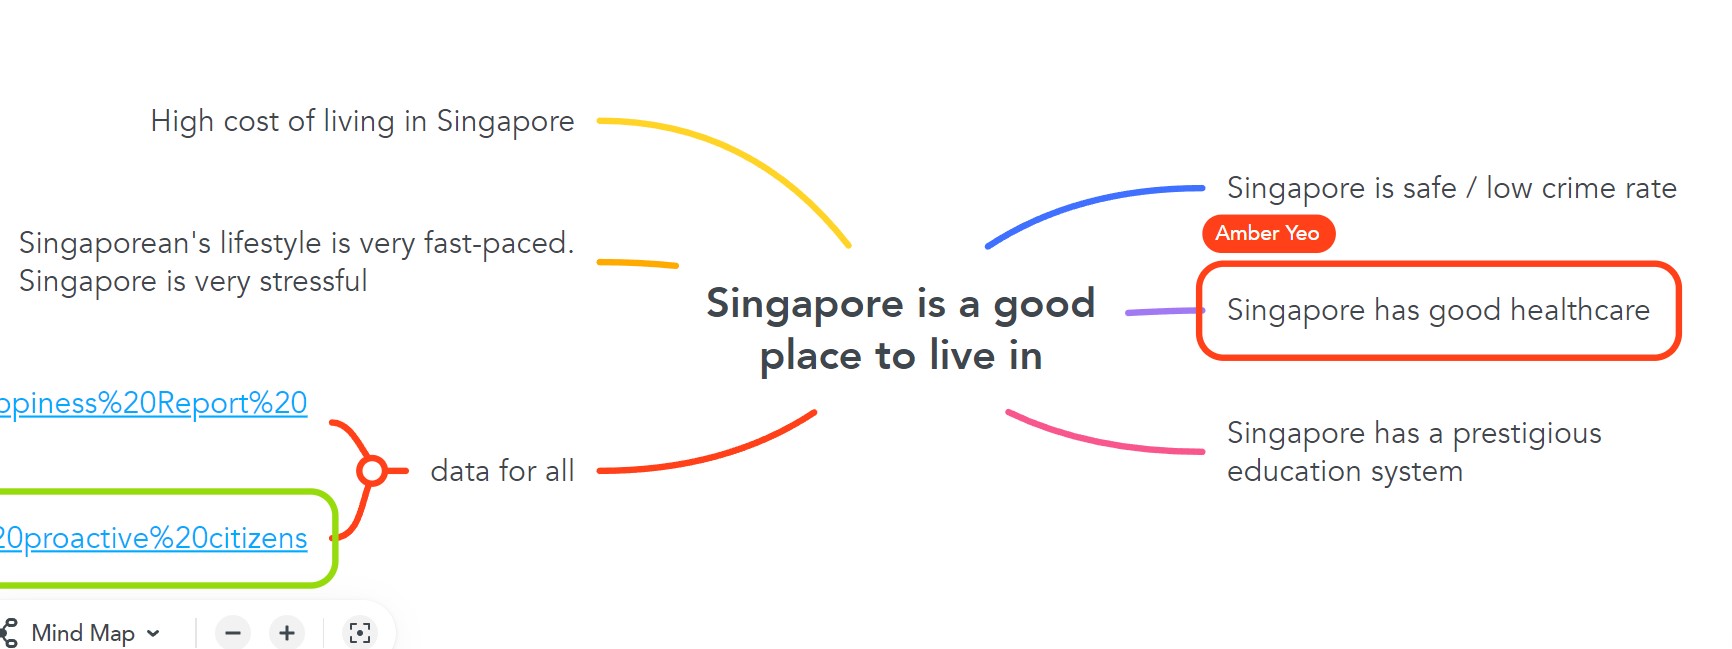 High cost of living in Singapore
Singaporean's lifestyle is very fast-paced.
Singapore is very stressful
Singapore is a good
place to live in
Singapore is safe / low crime rate
Amber Yeo
Singapore has good healthcare
Singapore has a prestigious
education system
data for all
ppiness%20Report%20
20proactive%20citizens
Mind Map